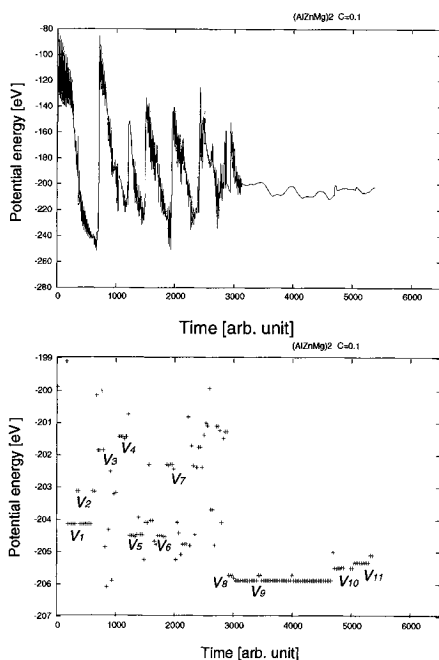 (AlZnMg)2 C=0.1
Potential energy [eV]
-80
-100
-120
-140
-160
-180
-200
-220
-240
-260
-280
0 1000 2000 3000 4000 5000 6000
Time [arb. unit]
(AlZnMg)2 C=0.1
Potential energy [eV]
-199
-200
-201
-202
-203
-204
-205
-206
-207
V1
V2
V3
V4
V5
V6
V7
V8
V9
V10
V11
0 1000 2000 3000 4000 5000 6000
Time [arb. unit]